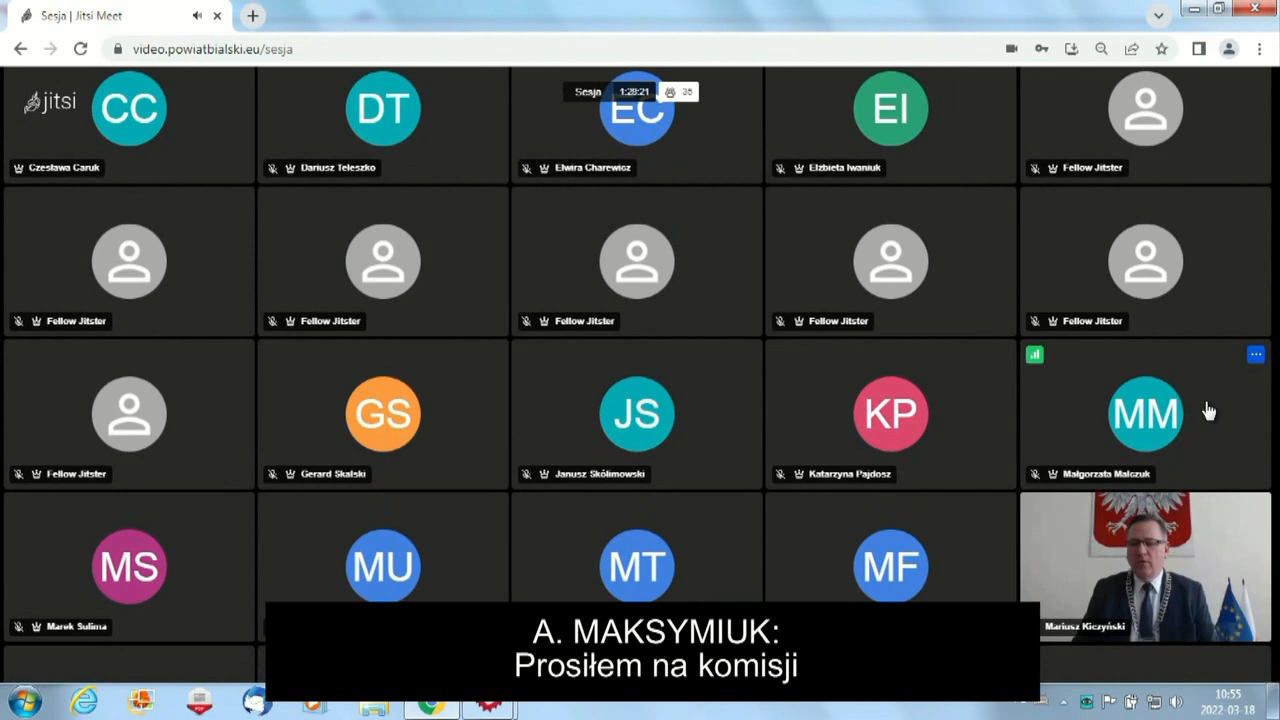 Sesja | Jitsi Meet
video.powiatbialski.eu/sesja
jitsi
Sesja 1:28:21 35
CC DT EC EI
Czesława Caruk Dariusz Teleszko Elwira Charewicz Elżbieta Iwaniuk Fellow Jitster
Fellow Jitster Fellow Jitster Fellow Jitster Fellow Jitster Fellow Jitster
GS JS KP MM
Fellow Jitster Gerard Skalski Janusz Skólimowski Katarzyna Pajdosz Małgorzata Malczuk
MS MU MT MF
Marek Sulima Mariusz Kiczyński
A. MAKSYMIUK:
Prosiłem na komisji
10:55
2022-03-18